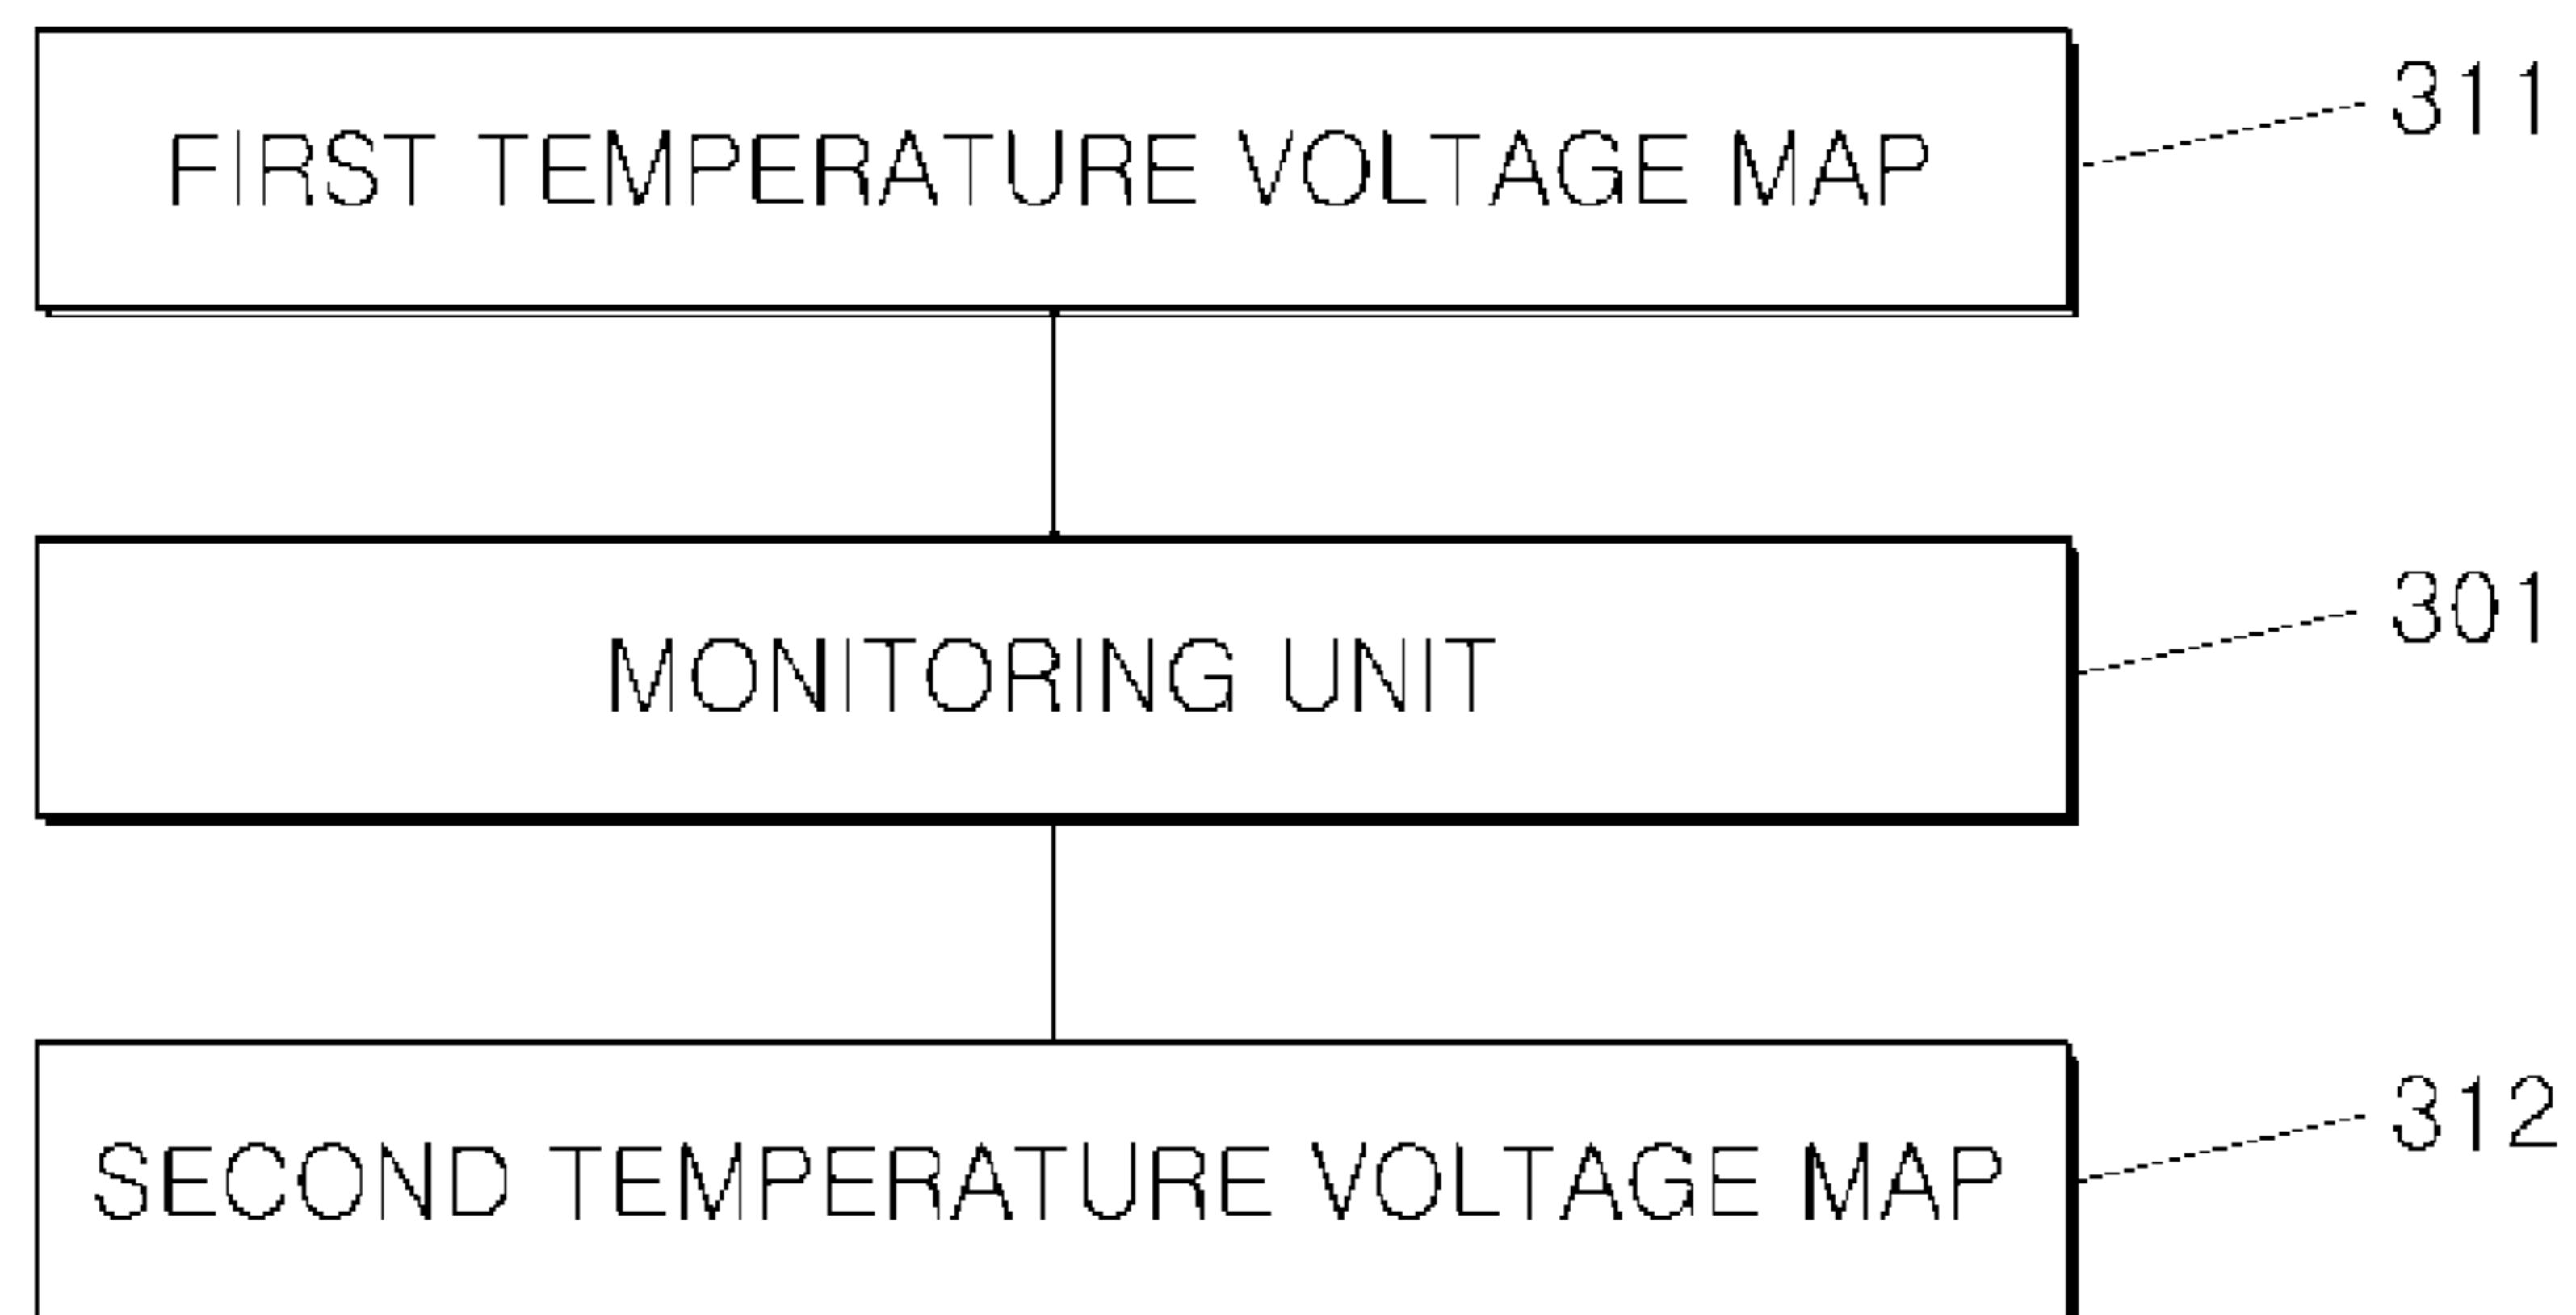 FIRST TEMPERATURE VOLTAGE MAP
311
MONITORING UNIT
301
SECOND TEMPERATURE VOLTAGE MAP
312